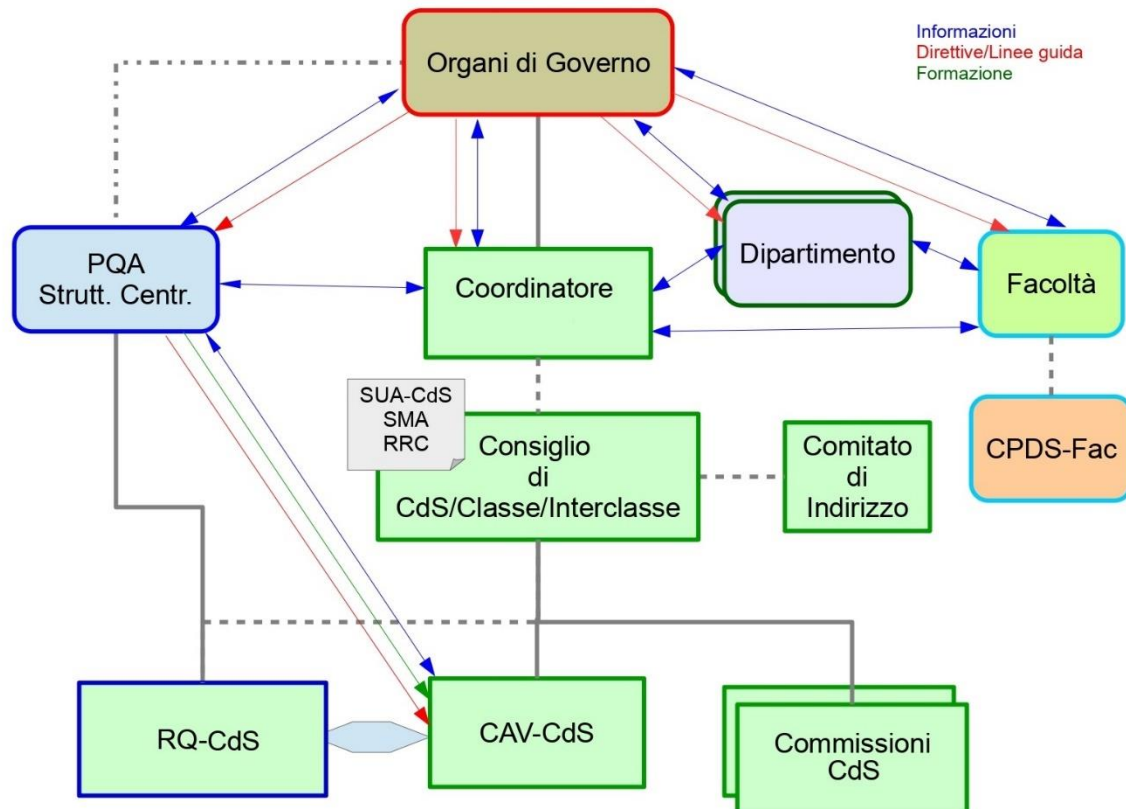 Organi di Governo
Informazioni
Direttive/Linee guida
Formazione
PQA
Strutt. Centr.
Coordinatore
Dipartimento
Facoltà
SUA-CdS
SMA
RRC
Consiglio
di
CdS/Classe/Interclasse
Comitato
di
Indirizzo
CPDS-Fac
RQ-CdS
CAV-CdS
Commissioni
CdS